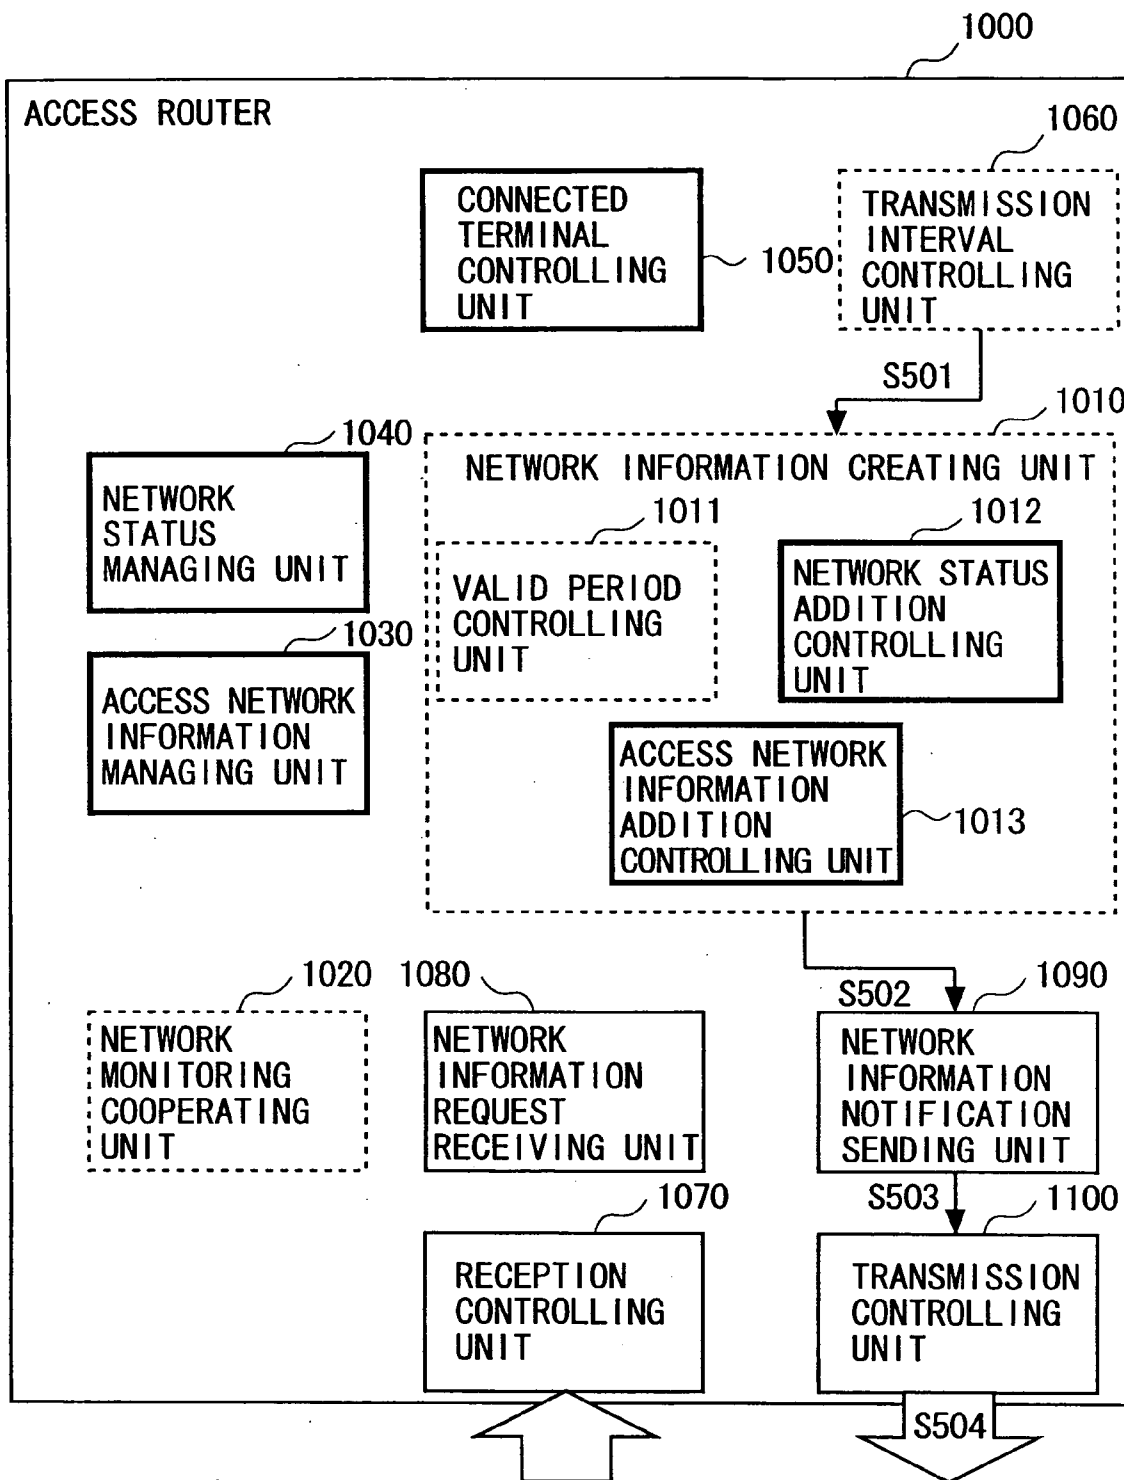 1000
ACCESS ROUTER
1060
CONNECTED
TERMINAL
CONTROLLING
UNIT
1050
TRANSMISSION
INTERVAL
CONTROLLING
UNIT
S501
1010
1040
NETWORK
STATUS
MANAGING UNIT
NETWORK INFORMATION CREATING UNIT
1011
VALID PERIOD
CONTROLLING
UNIT
1012
NETWORK STATUS
ADDITION
CONTROLLING
UNIT
1030
ACCESS NETWORK
INFORMATION
MANAGING UNIT
ACCESS NETWORK
INFORMATION
ADDITION
CONTROLLING UNIT
1013
1020
NETWORK
MONITORING
COOPERATING
UNIT
1080
NETWORK
INFORMATION
REQUEST
RECEIVING UNIT
S502
1090
NETWORK
INFORMATION
NOTIFICATION
SENDING UNIT
1070
RECEPTION
CONTROLLING
UNIT
S503
1100
TRANSMISSION
CONTROLLING
UNIT
S504